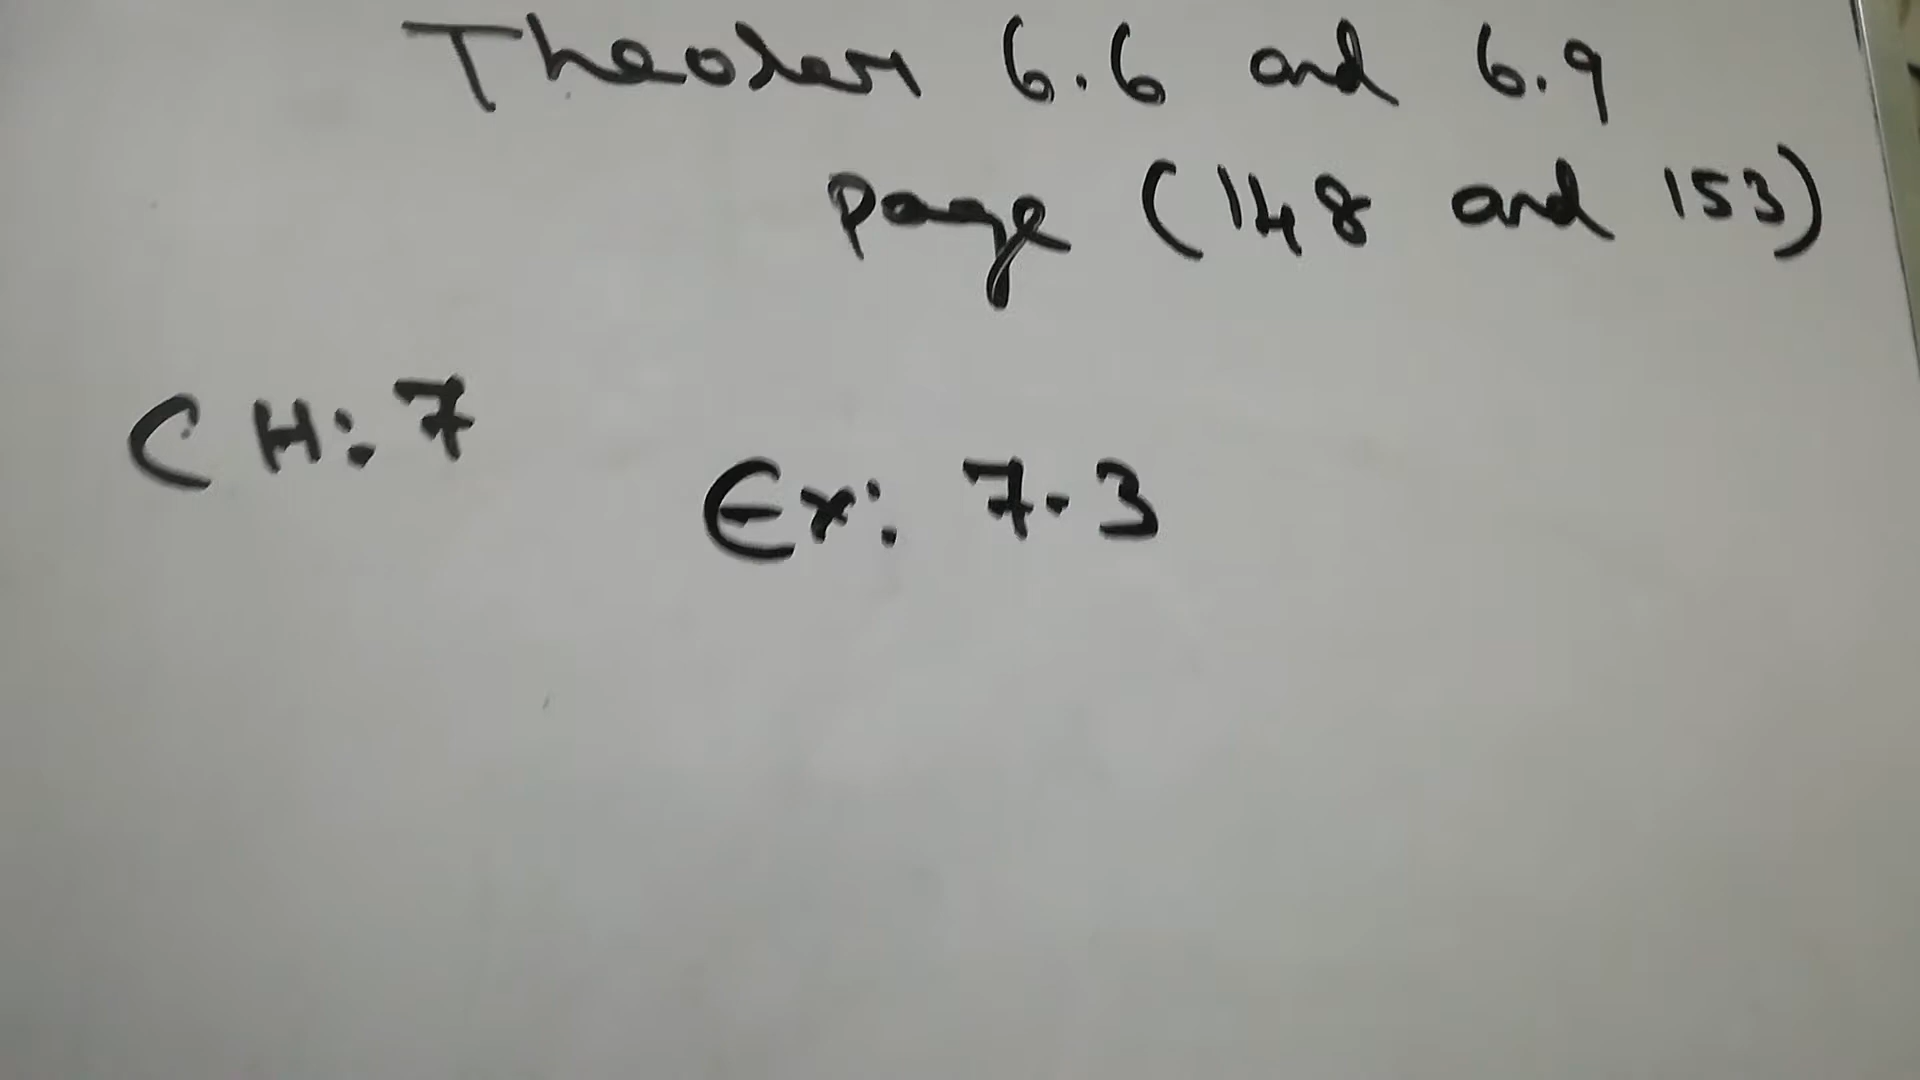 Theorem 6.6 and 6.9
page (148 and 153)
CH: 7
Ex: 7.3